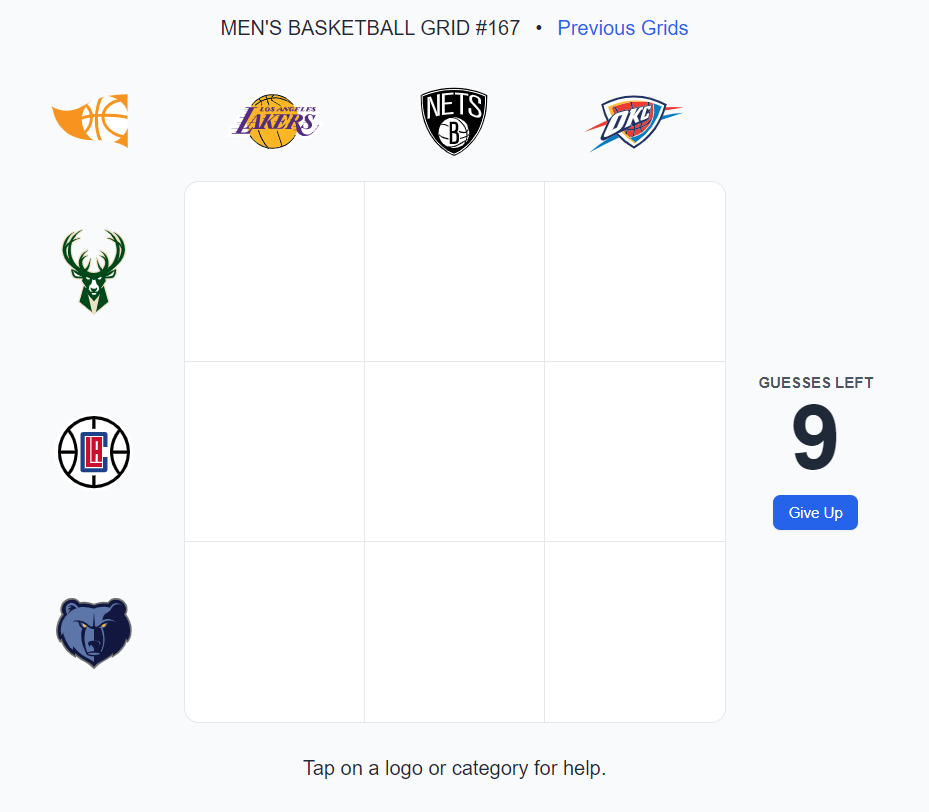 MEN'S BASKETBALL GRID #167 • Previous Grids
LOS ANGELES
LAKERS
NETS
B
OKC
LA
GUESSES LEFT
9
Give Up
Tap on a logo or category for help.